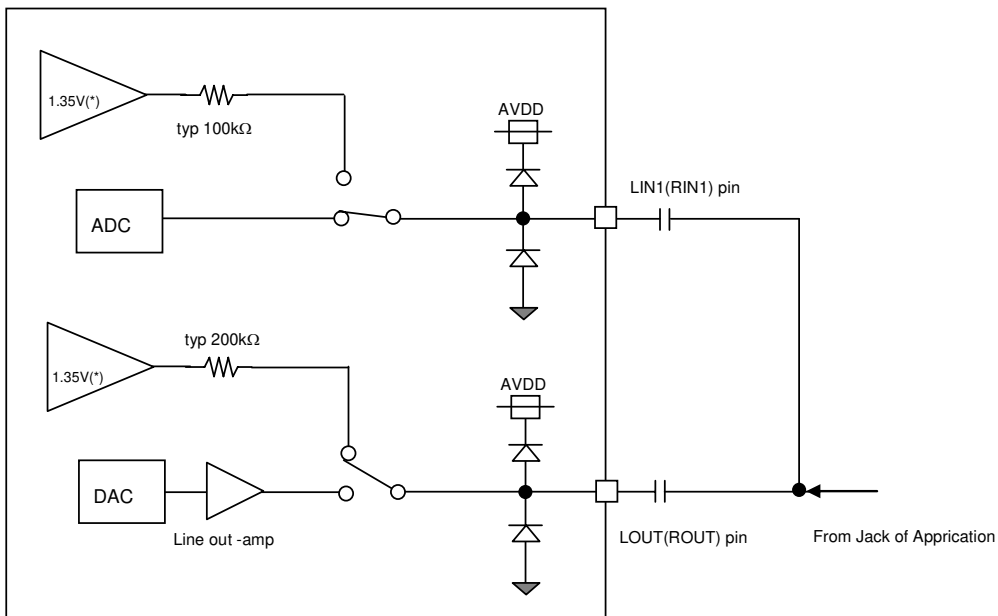 1.35V(*)
typ 100kΩ
AVDD
LIN1(RIN1) pin
ADC
typ 200kΩ
1.35V(*)
AVDD
DAC
Line out -amp
LOUT(ROUT) pin
From Jack of Apprication